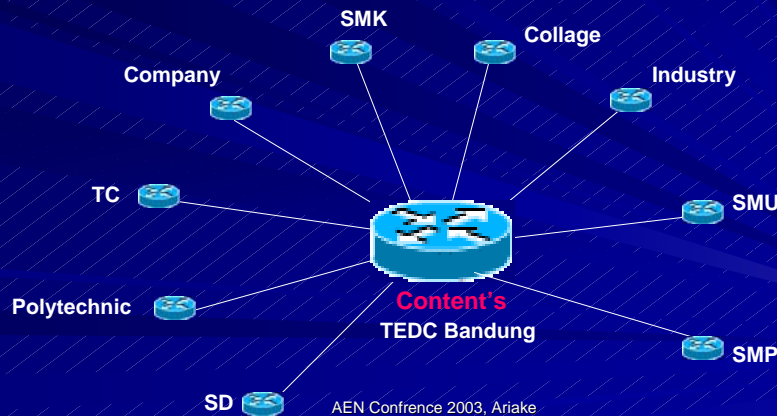 SMK
Collage
Company
Industry
TC
SMU
Content's
TEDC Bandung
Polytechnic
SMP
SD
AEN Confrence 2003, Ariake